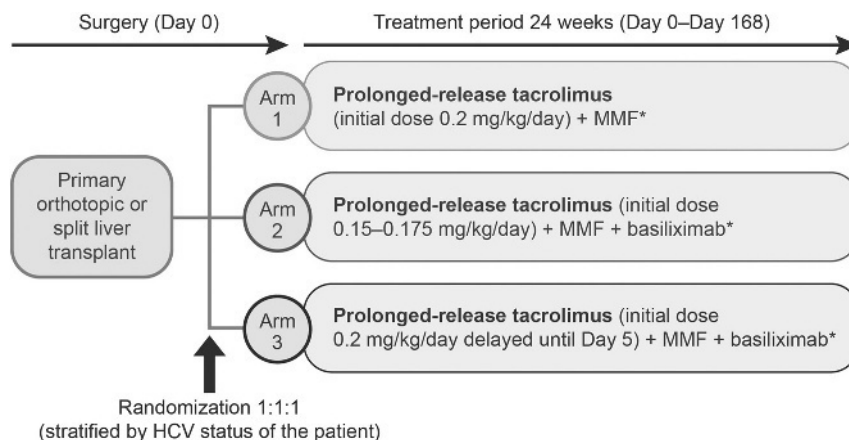 Surgery (Day 0)
Treatment period 24 weeks (Day 0–Day 168)
Primary
orthotopic or
split liver
transplant
Arm
1
Prolonged-release tacrolimus
(initial dose 0.2 mg/kg/day) + MMF*
Arm
2
Prolonged-release tacrolimus (initial dose
0.15–0.175 mg/kg/day) + MMF + basiliximab*
Arm
3
Prolonged-release tacrolimus (initial dose
0.2 mg/kg/day delayed until Day 5) + MMF + basiliximab*
Randomization 1:1:1
(stratified by HCV status of the patient)